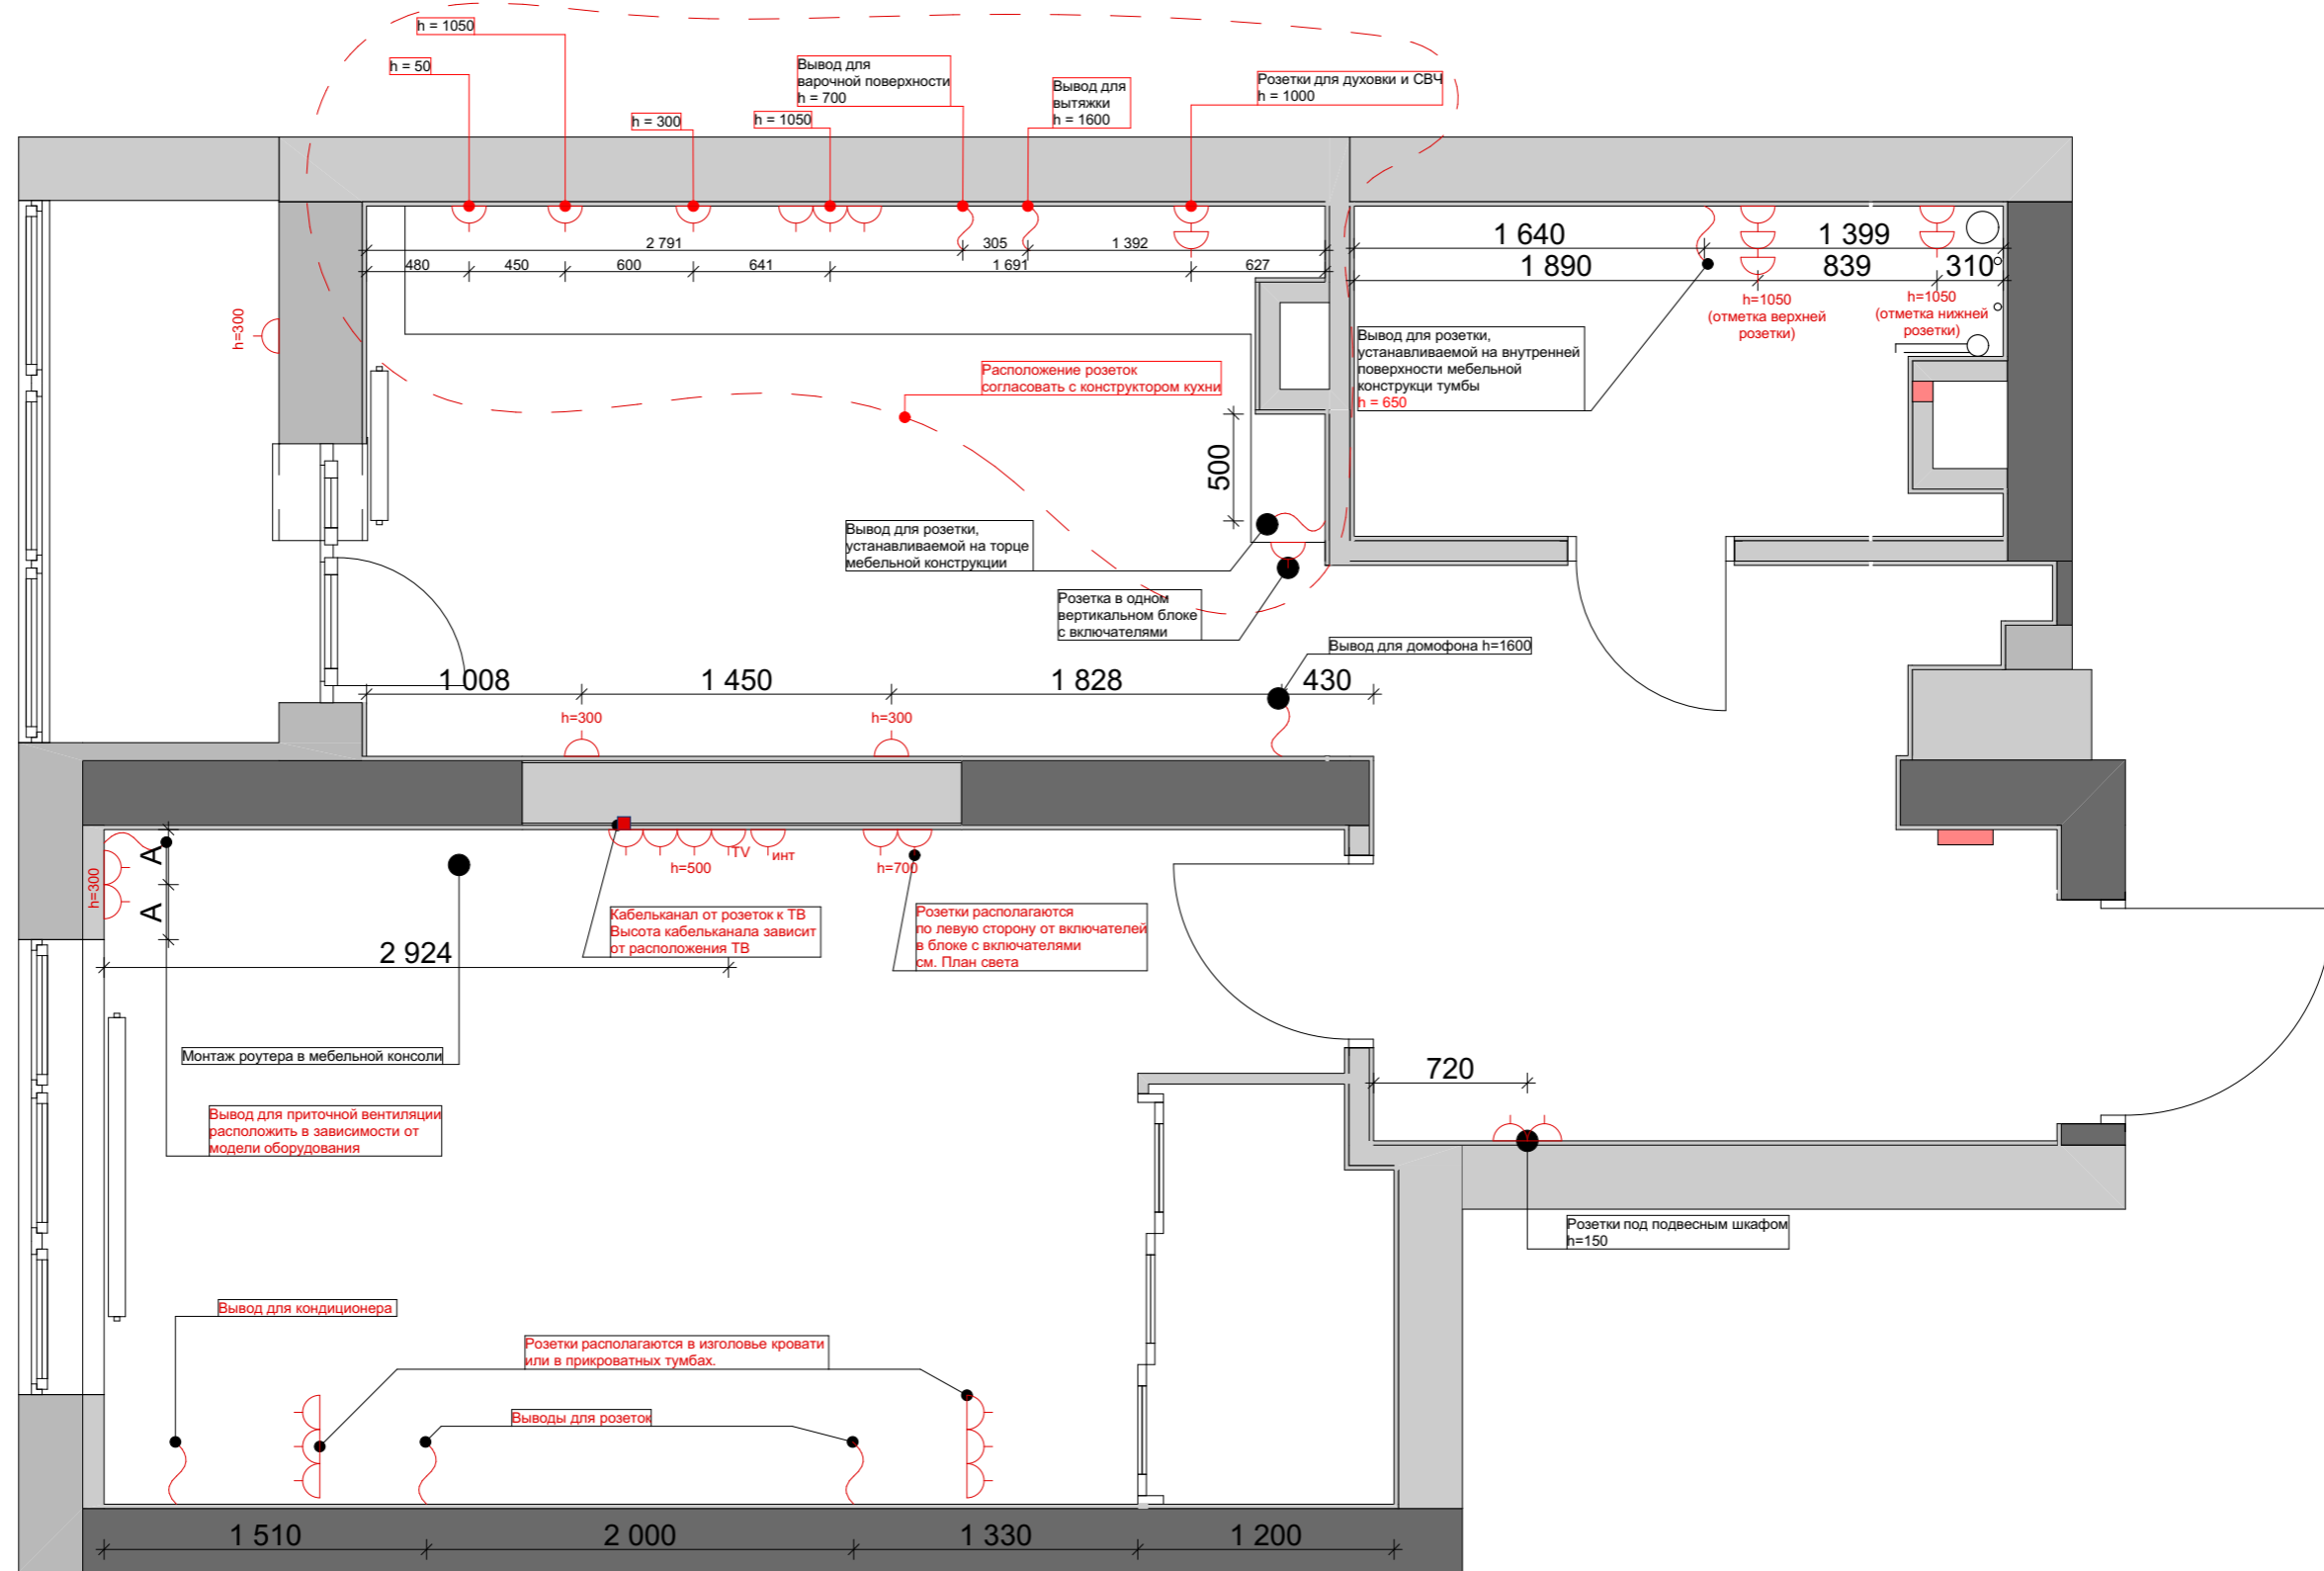 h = 1050
h = 50
Вывод для
варочной поверхности
h = 700
Вывод для
вытяжки
h = 1600
Розетки для духовки и СВЧ
h = 1000
h = 300
h = 1050
2 791
305
1 392
480
450
600
641
1 691
627
1 640
1 399
1 890
839
310
h=1050
(отметка верхней
розетки)
h=1050
(отметка нижней
розетки)
h=300
Вывод для розетки,
устанавливаемой на внутренней
поверхности мебельной
конструкци тумбы
h = 650
Расположение розеток
согласовать с конструктором кухни
500
Вывод для розетки,
устанавливаемой на торце
мебельной конструкции
Розетка в одном
вертикальном блоке
с включателями
Вывод для домофона h=1600
1 008
1 450
1 828
430
h=300
h=300
A
A
h=300
TV
инт
h=500
h=700
Кабельканал от розеток к ТВ
Высота кабельканала зависит
от расположения ТВ
Розетки располагаются
по левую сторону от включателей
в блоке с включателями
см. План света
2 924
Монтаж роутера в мебельной консоли
720
Вывод для приточной вентиляции
расположить в зависимости от
модели оборудования
Розетки под подвесным шкафом
h=150
Вывод для кондиционера
Розетки располагаются в изголовье кровати
или в прикроватных тумбах.
Выводы для розеток
1 510
2 000
1 330
1 200